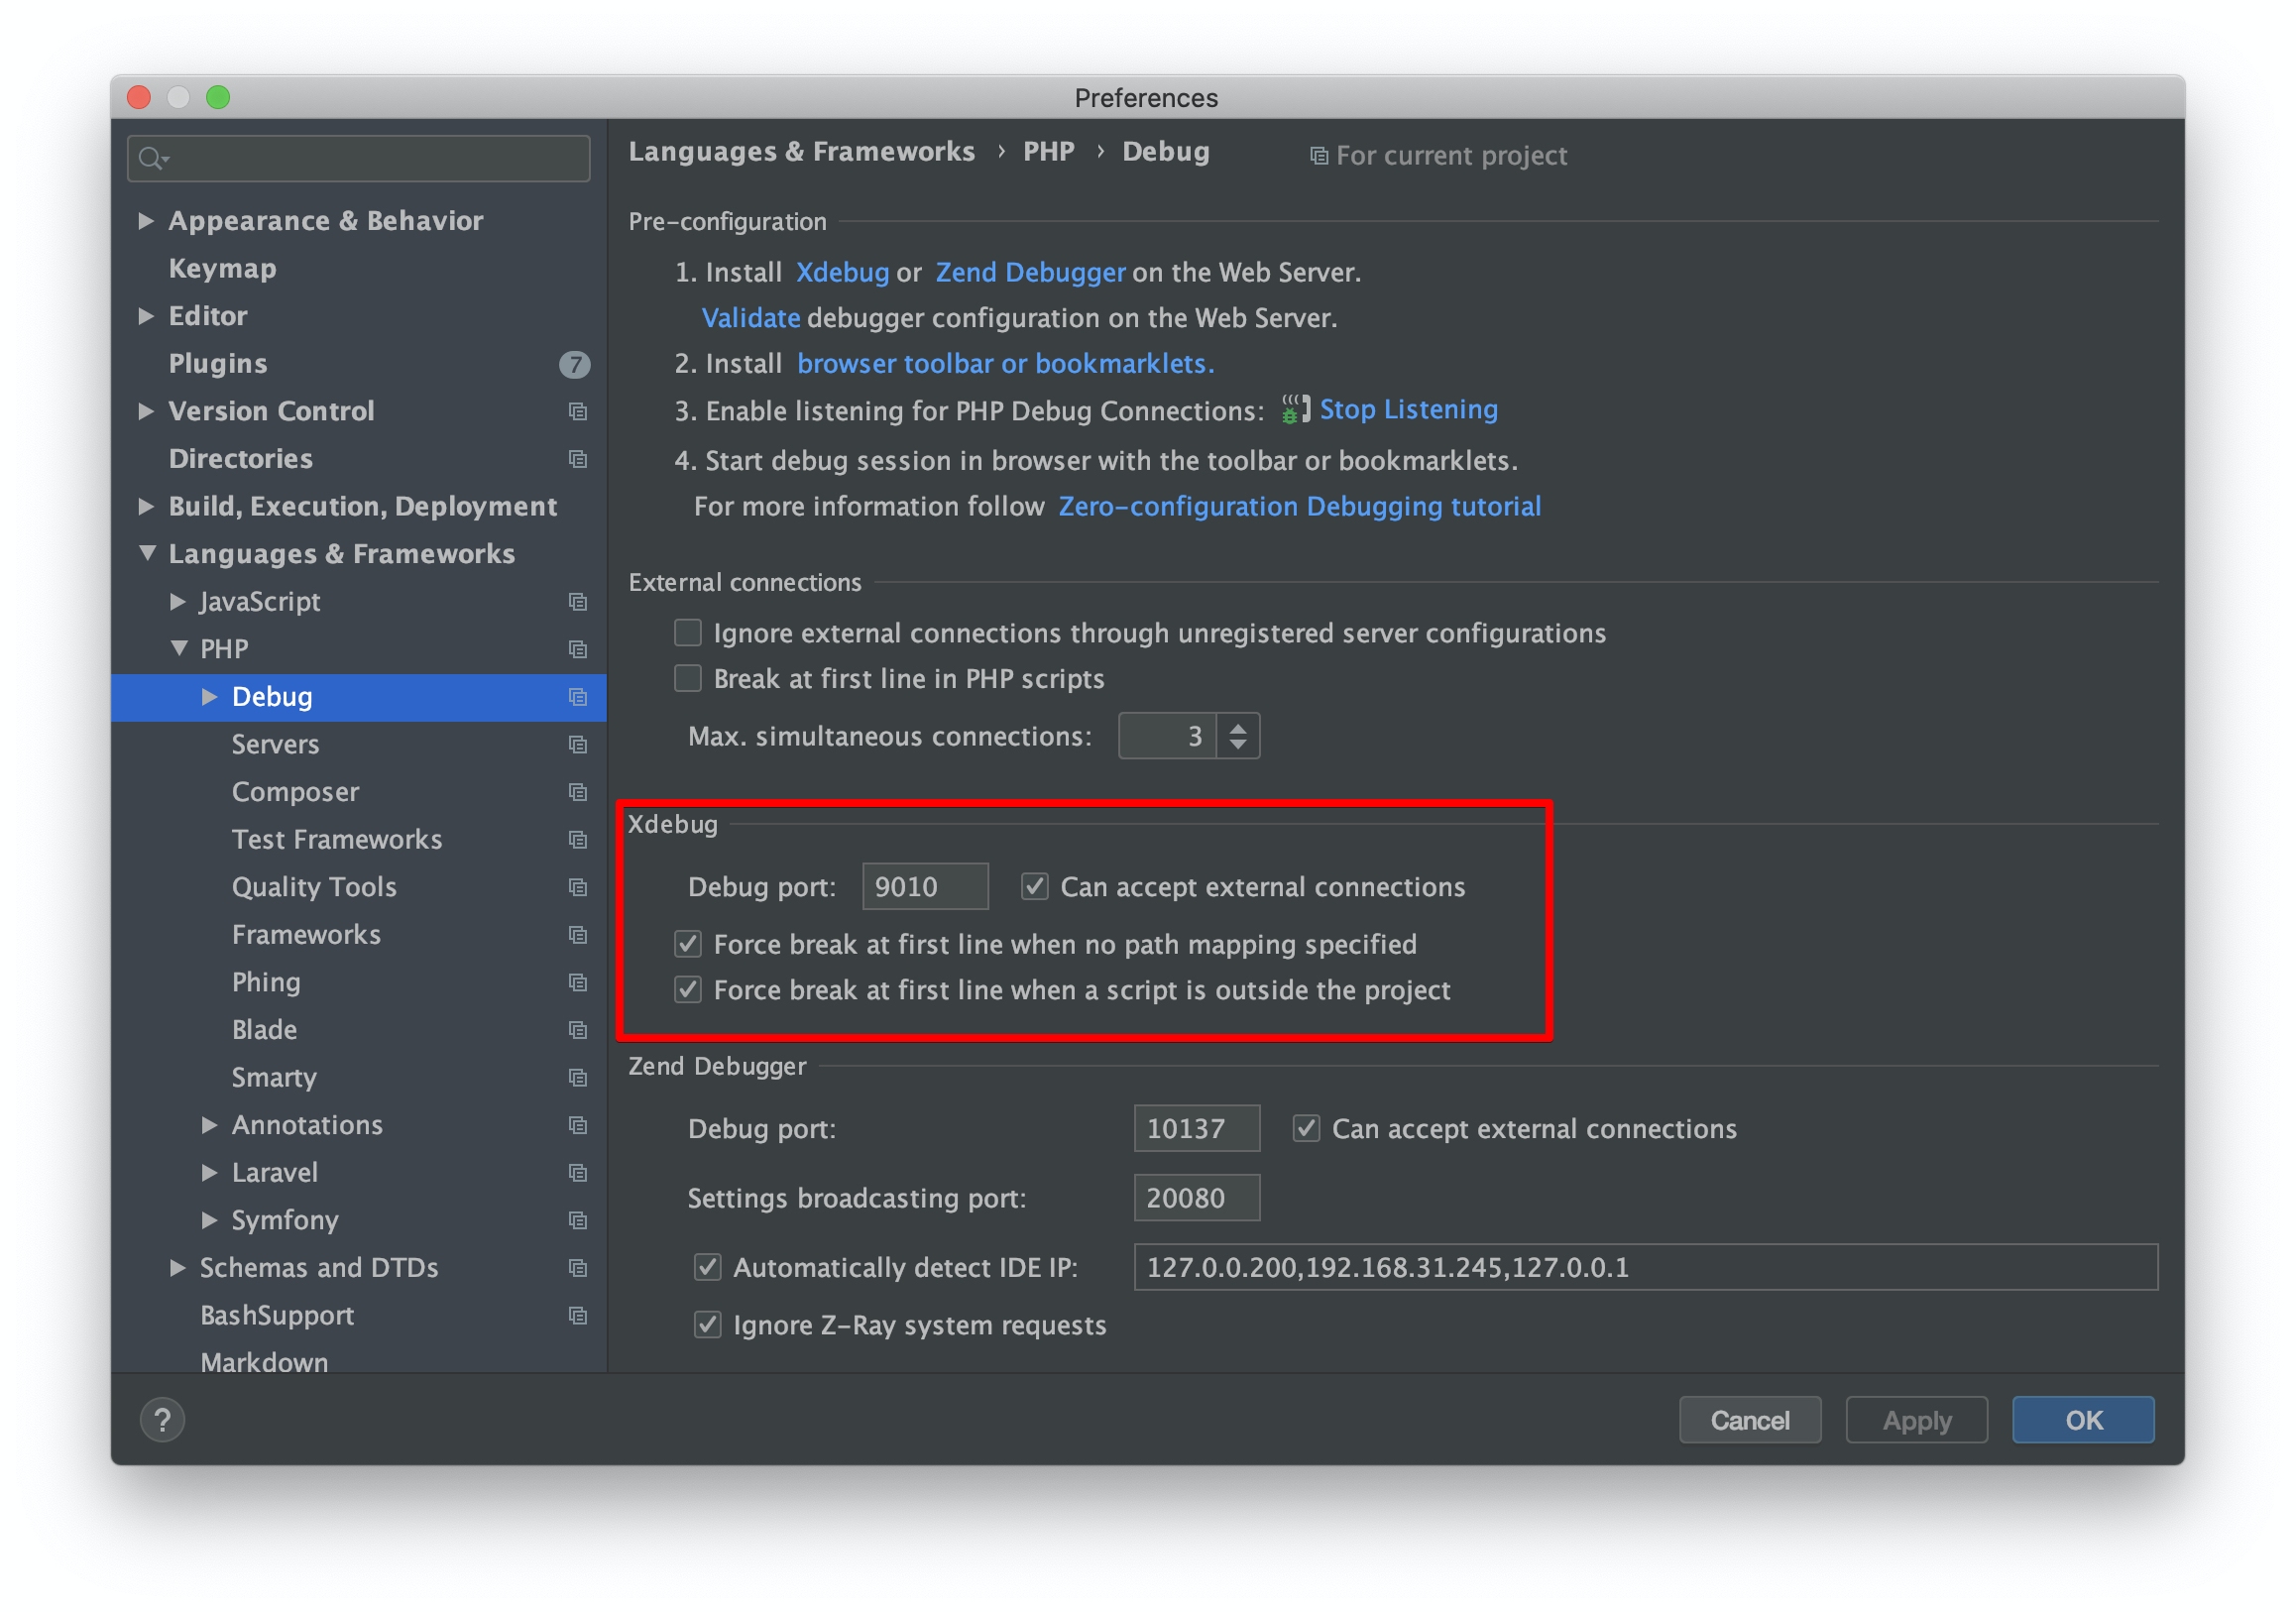 Preferences
Languages & Frameworks › PHP › Debug
For current project
Appearance & Behavior
Keymap
Editor
Plugins
7
Version Control
Directories
Build, Execution, Deployment
Languages & Frameworks
JavaScript
PHP
Debug
Servers
Composer
Test Frameworks
Quality Tools
Frameworks
Phing
Blade
Smarty
Annotations
Laravel
Symfony
Schemas and DTDs
BashSupport
Markdown
Pre-configuration
1. Install Xdebug or Zend Debugger on the Web Server.
Validate debugger configuration on the Web Server.
2. Install browser toolbar or bookmarklets.
3. Enable listening for PHP Debug Connections: Stop Listening
4. Start debug session in browser with the toolbar or bookmarklets.
For more information follow Zero-configuration Debugging tutorial
External connections
Ignore external connections through unregistered server configurations
Break at first line in PHP scripts
Max. simultaneous connections: 3
Xdebug
Debug port: 9010 Can accept external connections
Force break at first line when no path mapping specified
Force break at first line when a script is outside the project
Zend Debugger
Debug port: 10137 Can accept external connections
Settings broadcasting port: 20080
Automatically detect IDE IP: 127.0.0.200,192.168.31.245,127.0.0.1
Ignore Z-Ray system requests
?
Cancel
Apply
OK